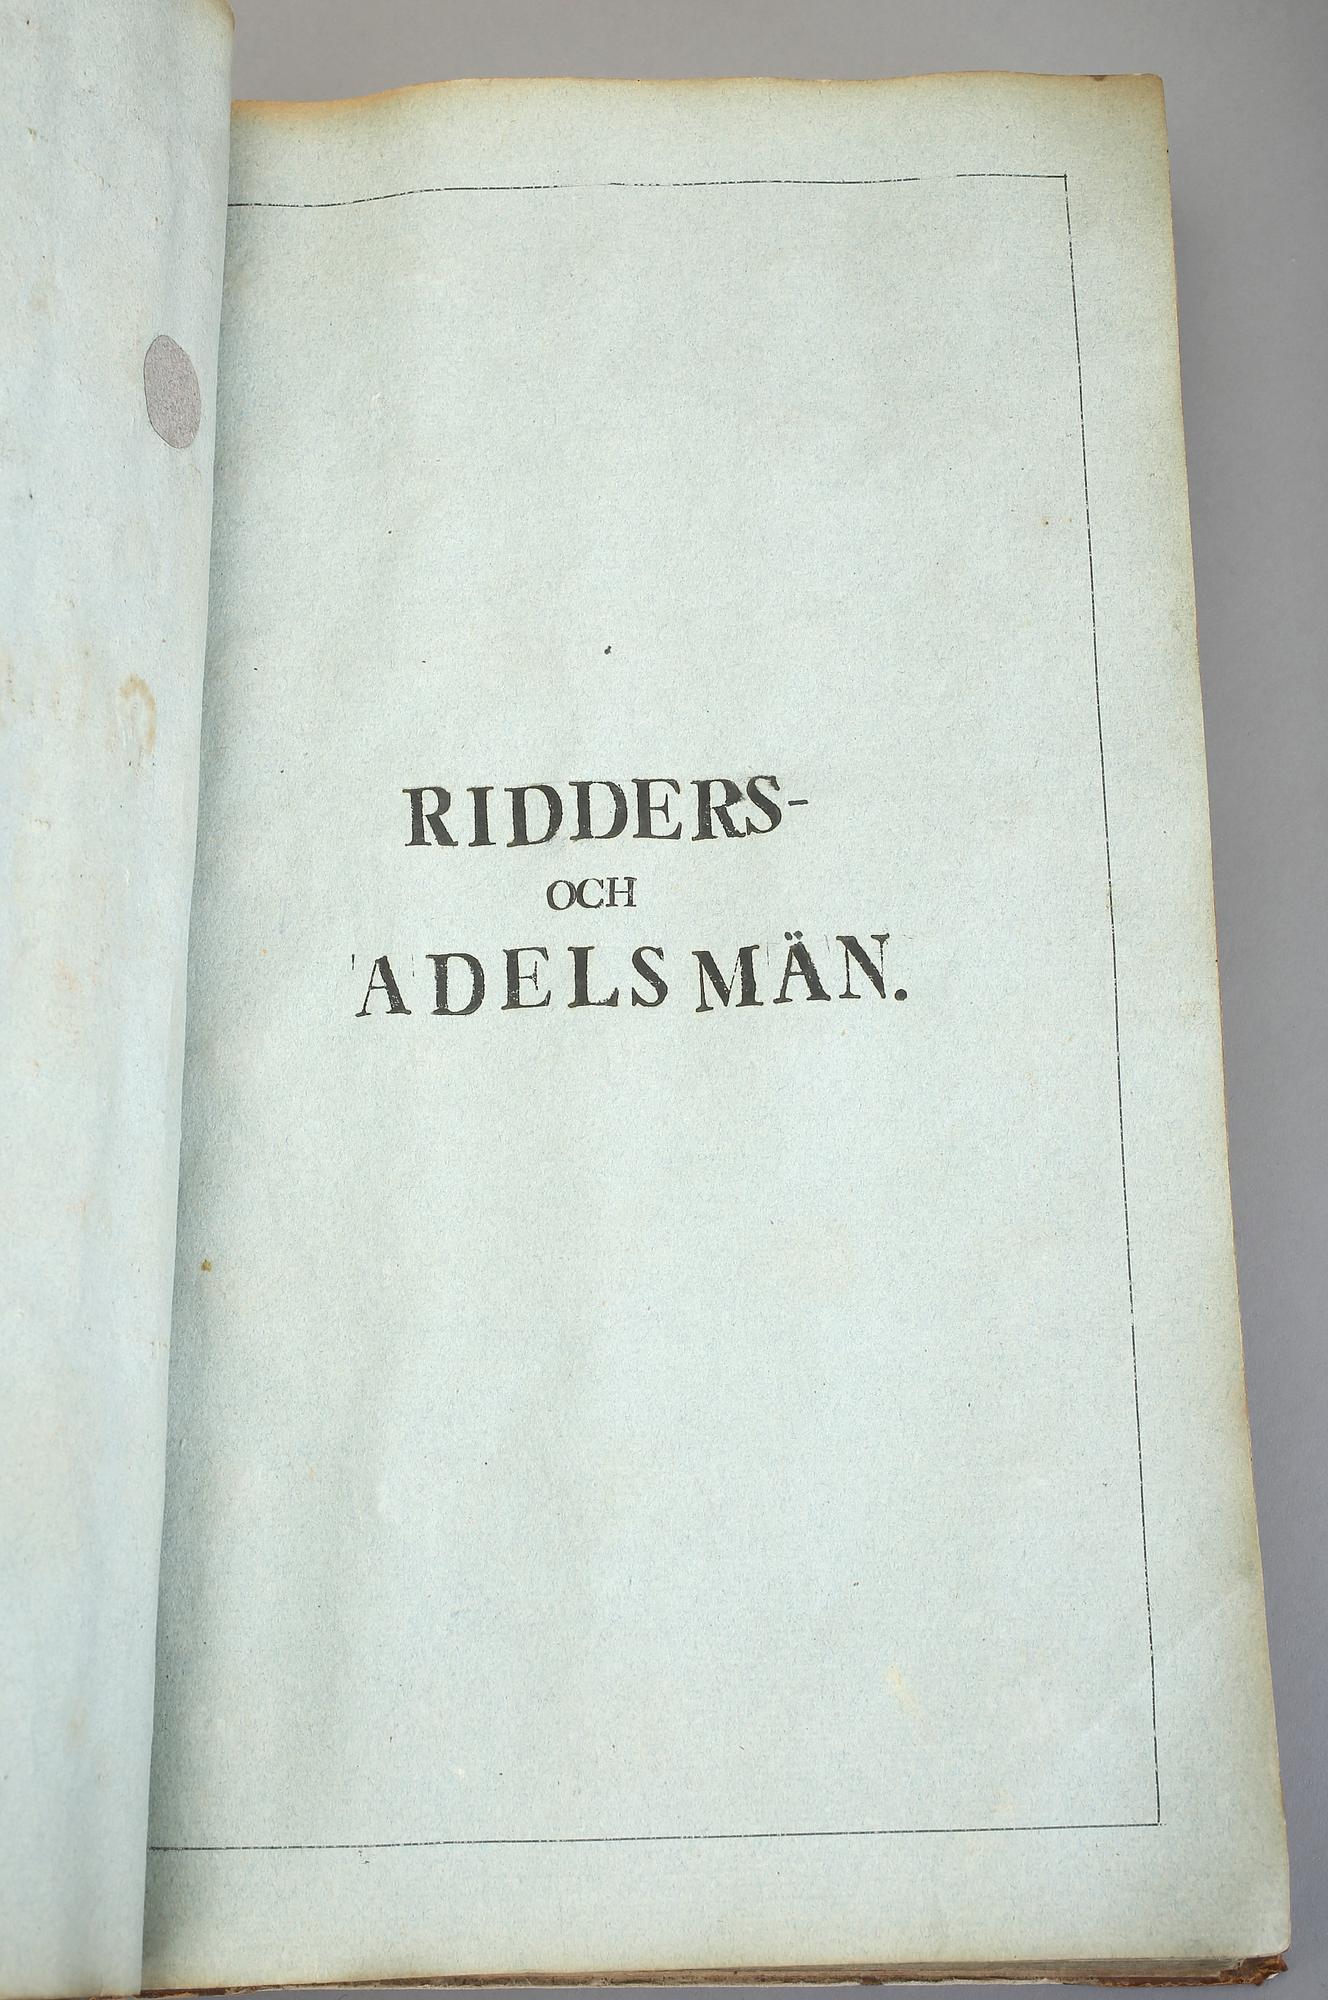 RIDDERS-
OCH
ADELSMÄN.